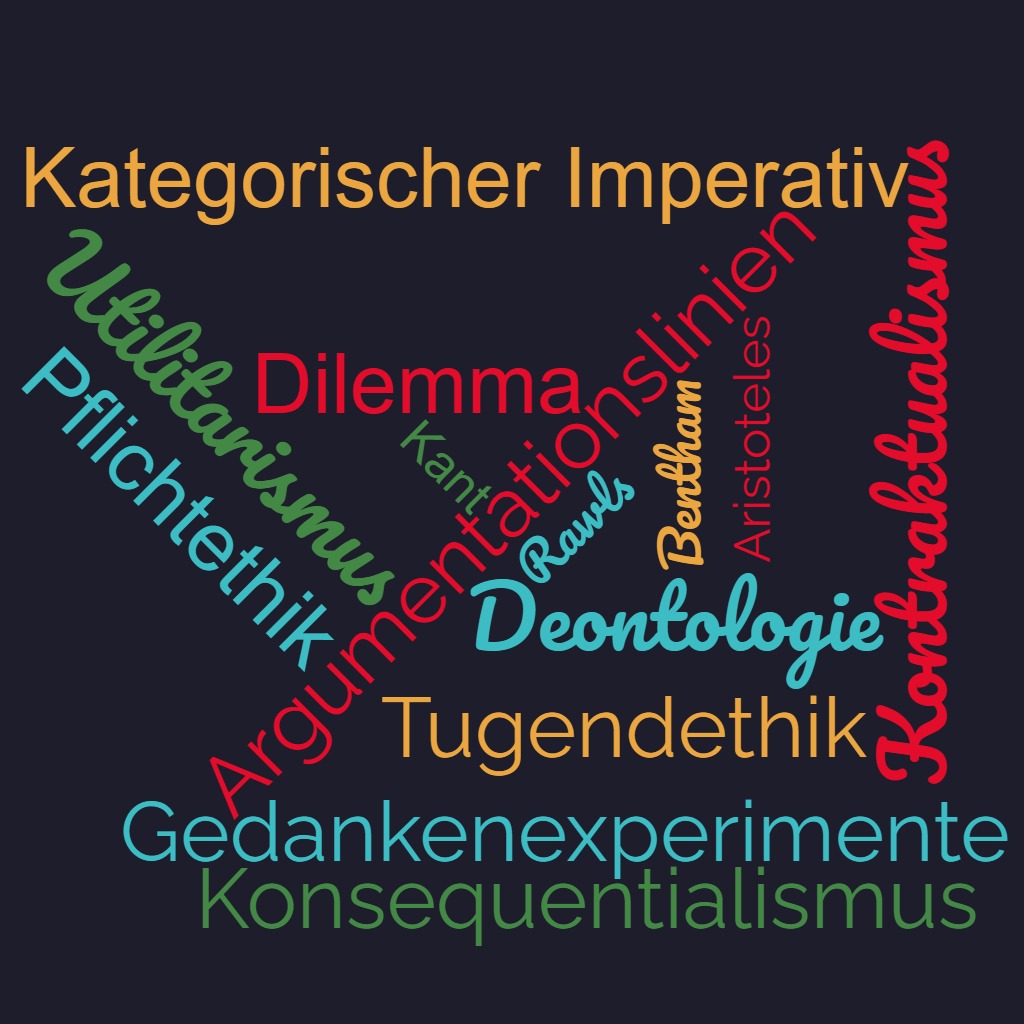 Kategorischer Imperativ
Utilitarismus
Pflichtethik
Dilemma
Kant
Argumentationslinien
Rawls
Bentham
Aristoteles
Kontraktualismus
Deontologie
Tugendethik
Gedankenexperimente
Konsequentialismus